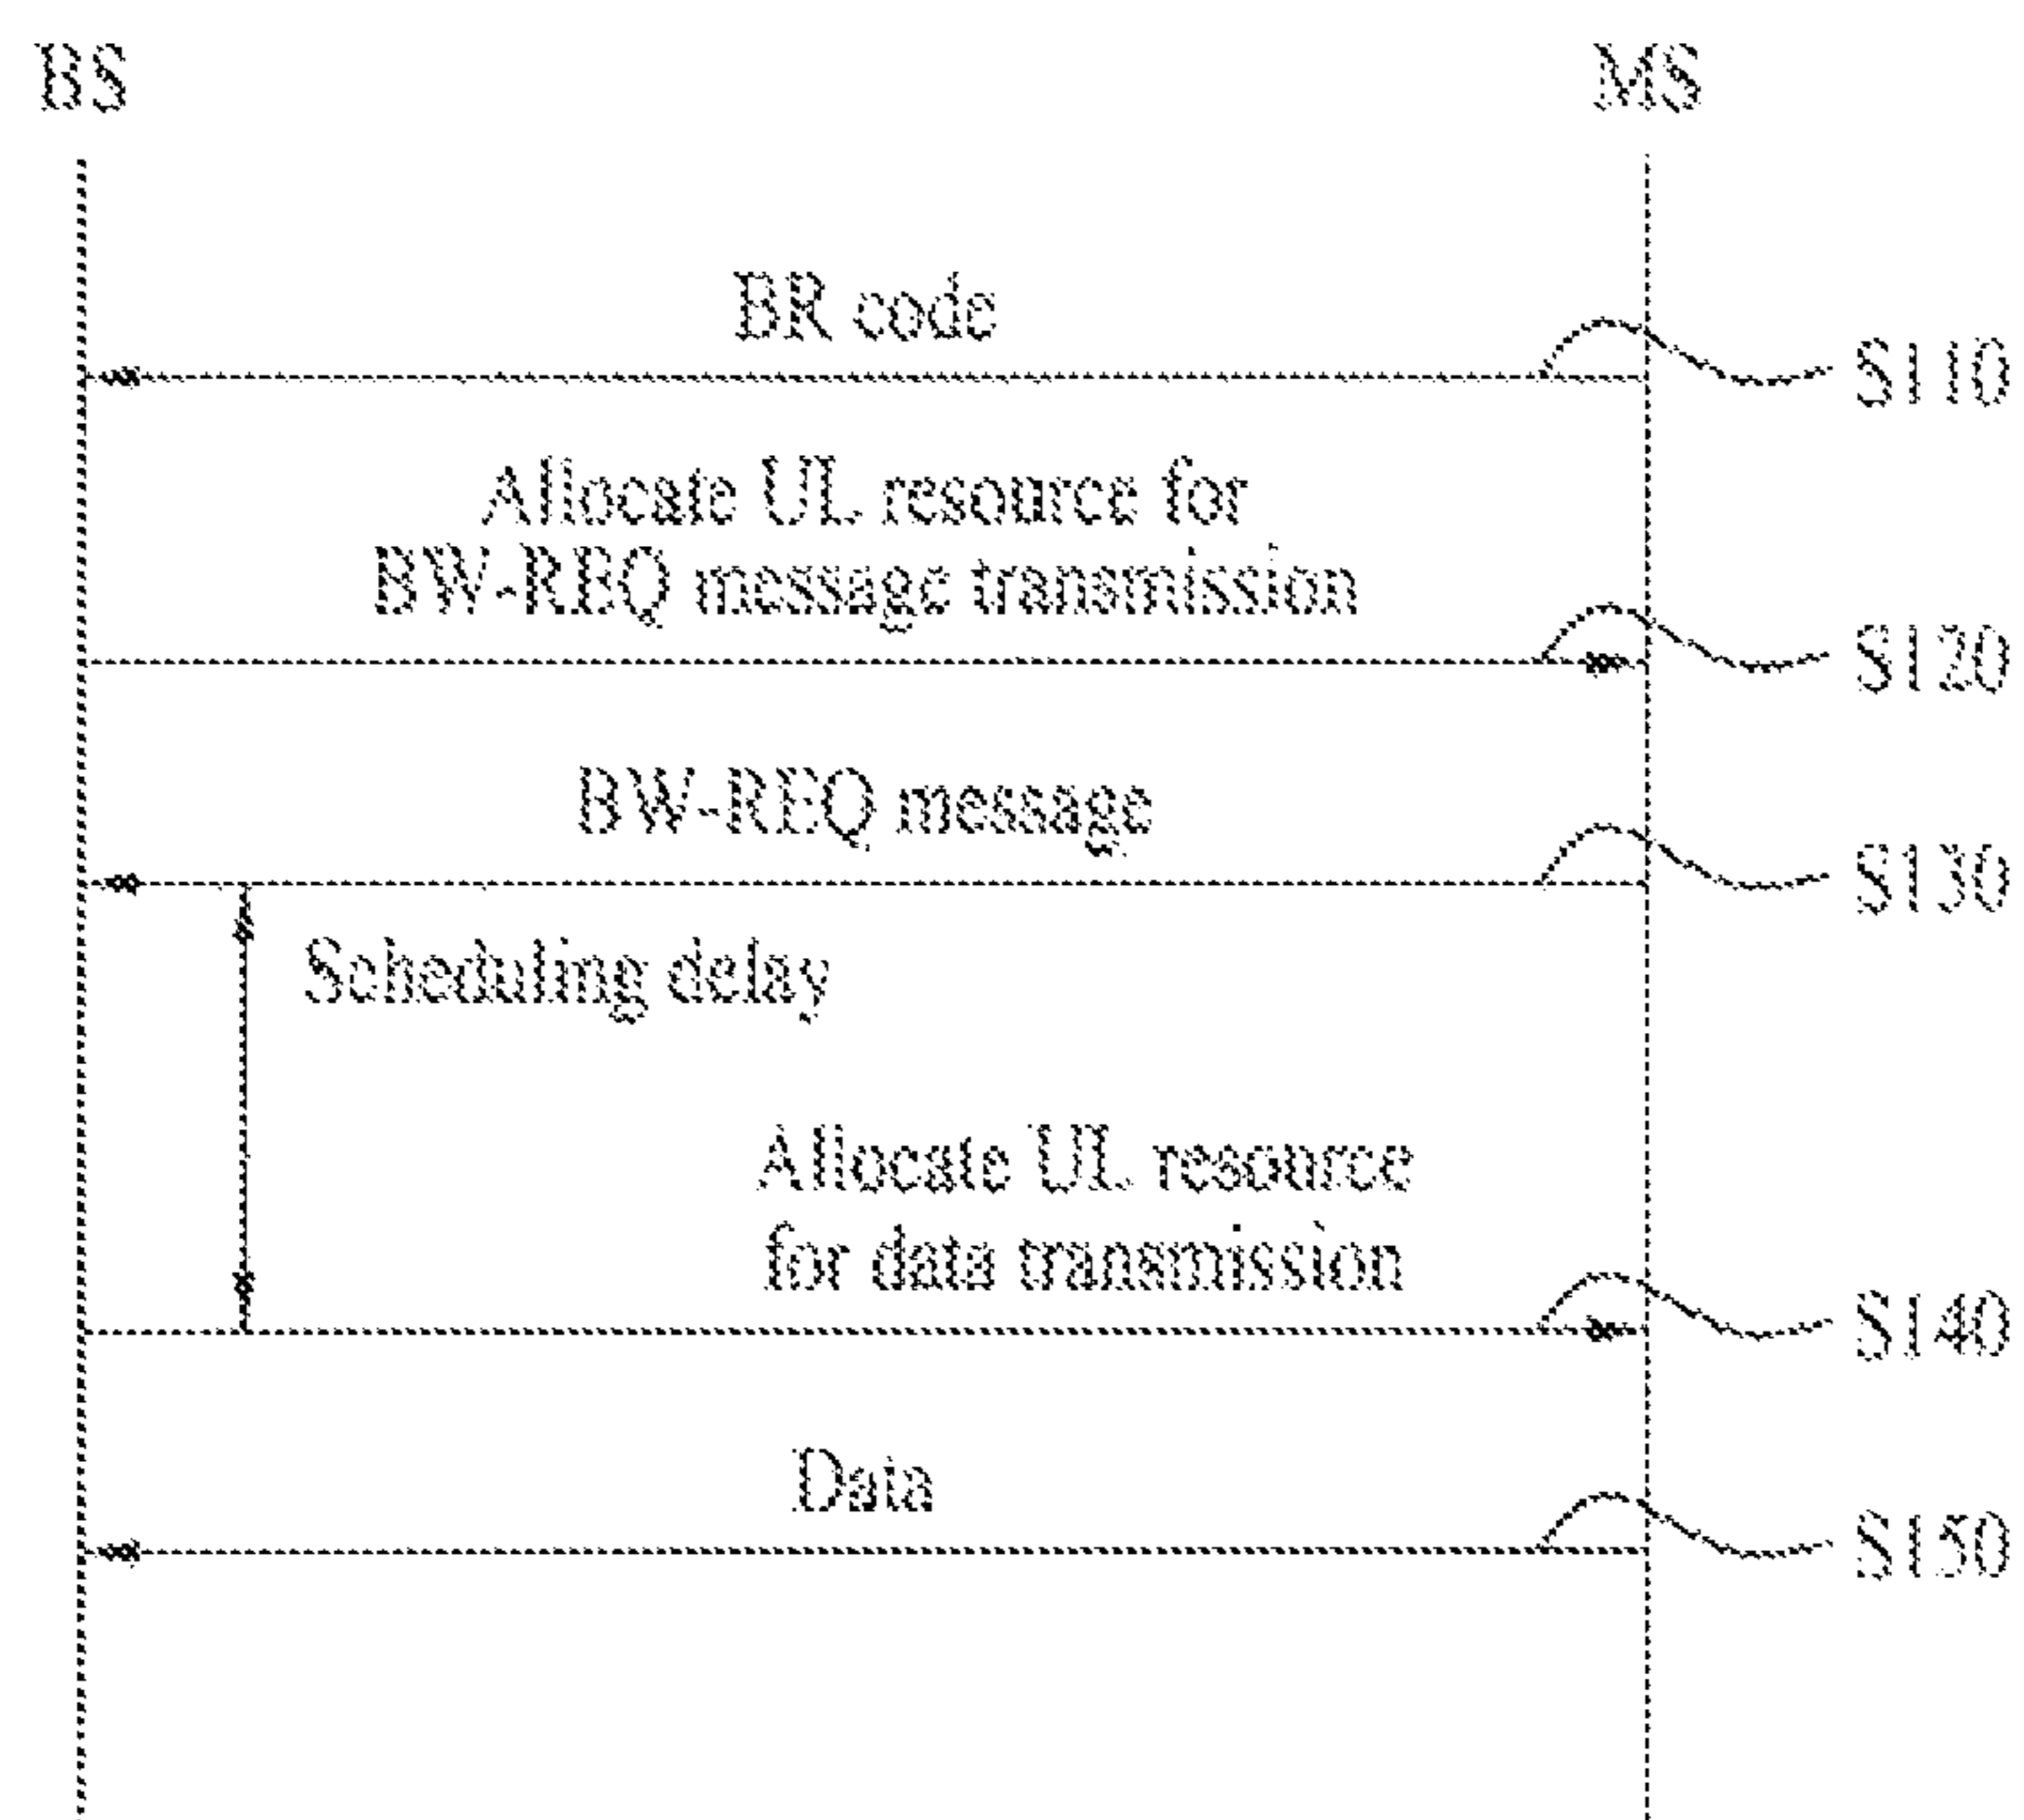 BS
MS
BR code
S110
Allocate UL resource for
BW-REQ message transmission
S120
BW-REQ message
S130
Scheduling delay
Allocate UL resource
for data transmission
S140
Data
S150